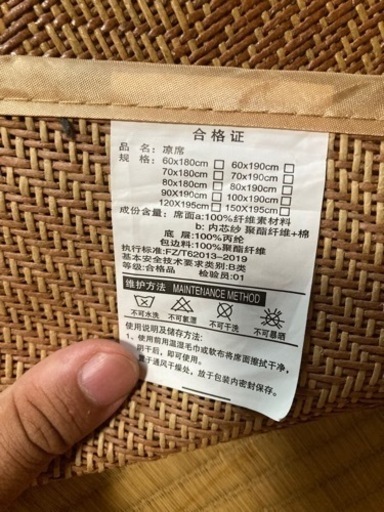 合格证
品名：凉席
规格：60x180cm□ 60x190cm□
70x180cm□ 70x190cm□
80x180cm□ 80x190cm□
90X190cm□ 100x190cm□
120X195cm□ 150X195cm□
成份含量：席面a:100%纤维素材料
b: 内芯纱 聚酯纤维+棉
底 层:100%丙纶
包边料:100%聚酯纤维
执行标准:FZ/T62013-2019
基本安全技术要求类别:B类
等级:合格品 检验员:01
维护方法 MAINTENANCE METHOD
不可水洗 不可氯漂 不可干洗 不可暴晒
使用说明及储存方法:
1、使用前用温湿毛巾或软布将席面擦拭干净,
阴干后，即可使用。
于通风干燥处，放于包装内密封保存。